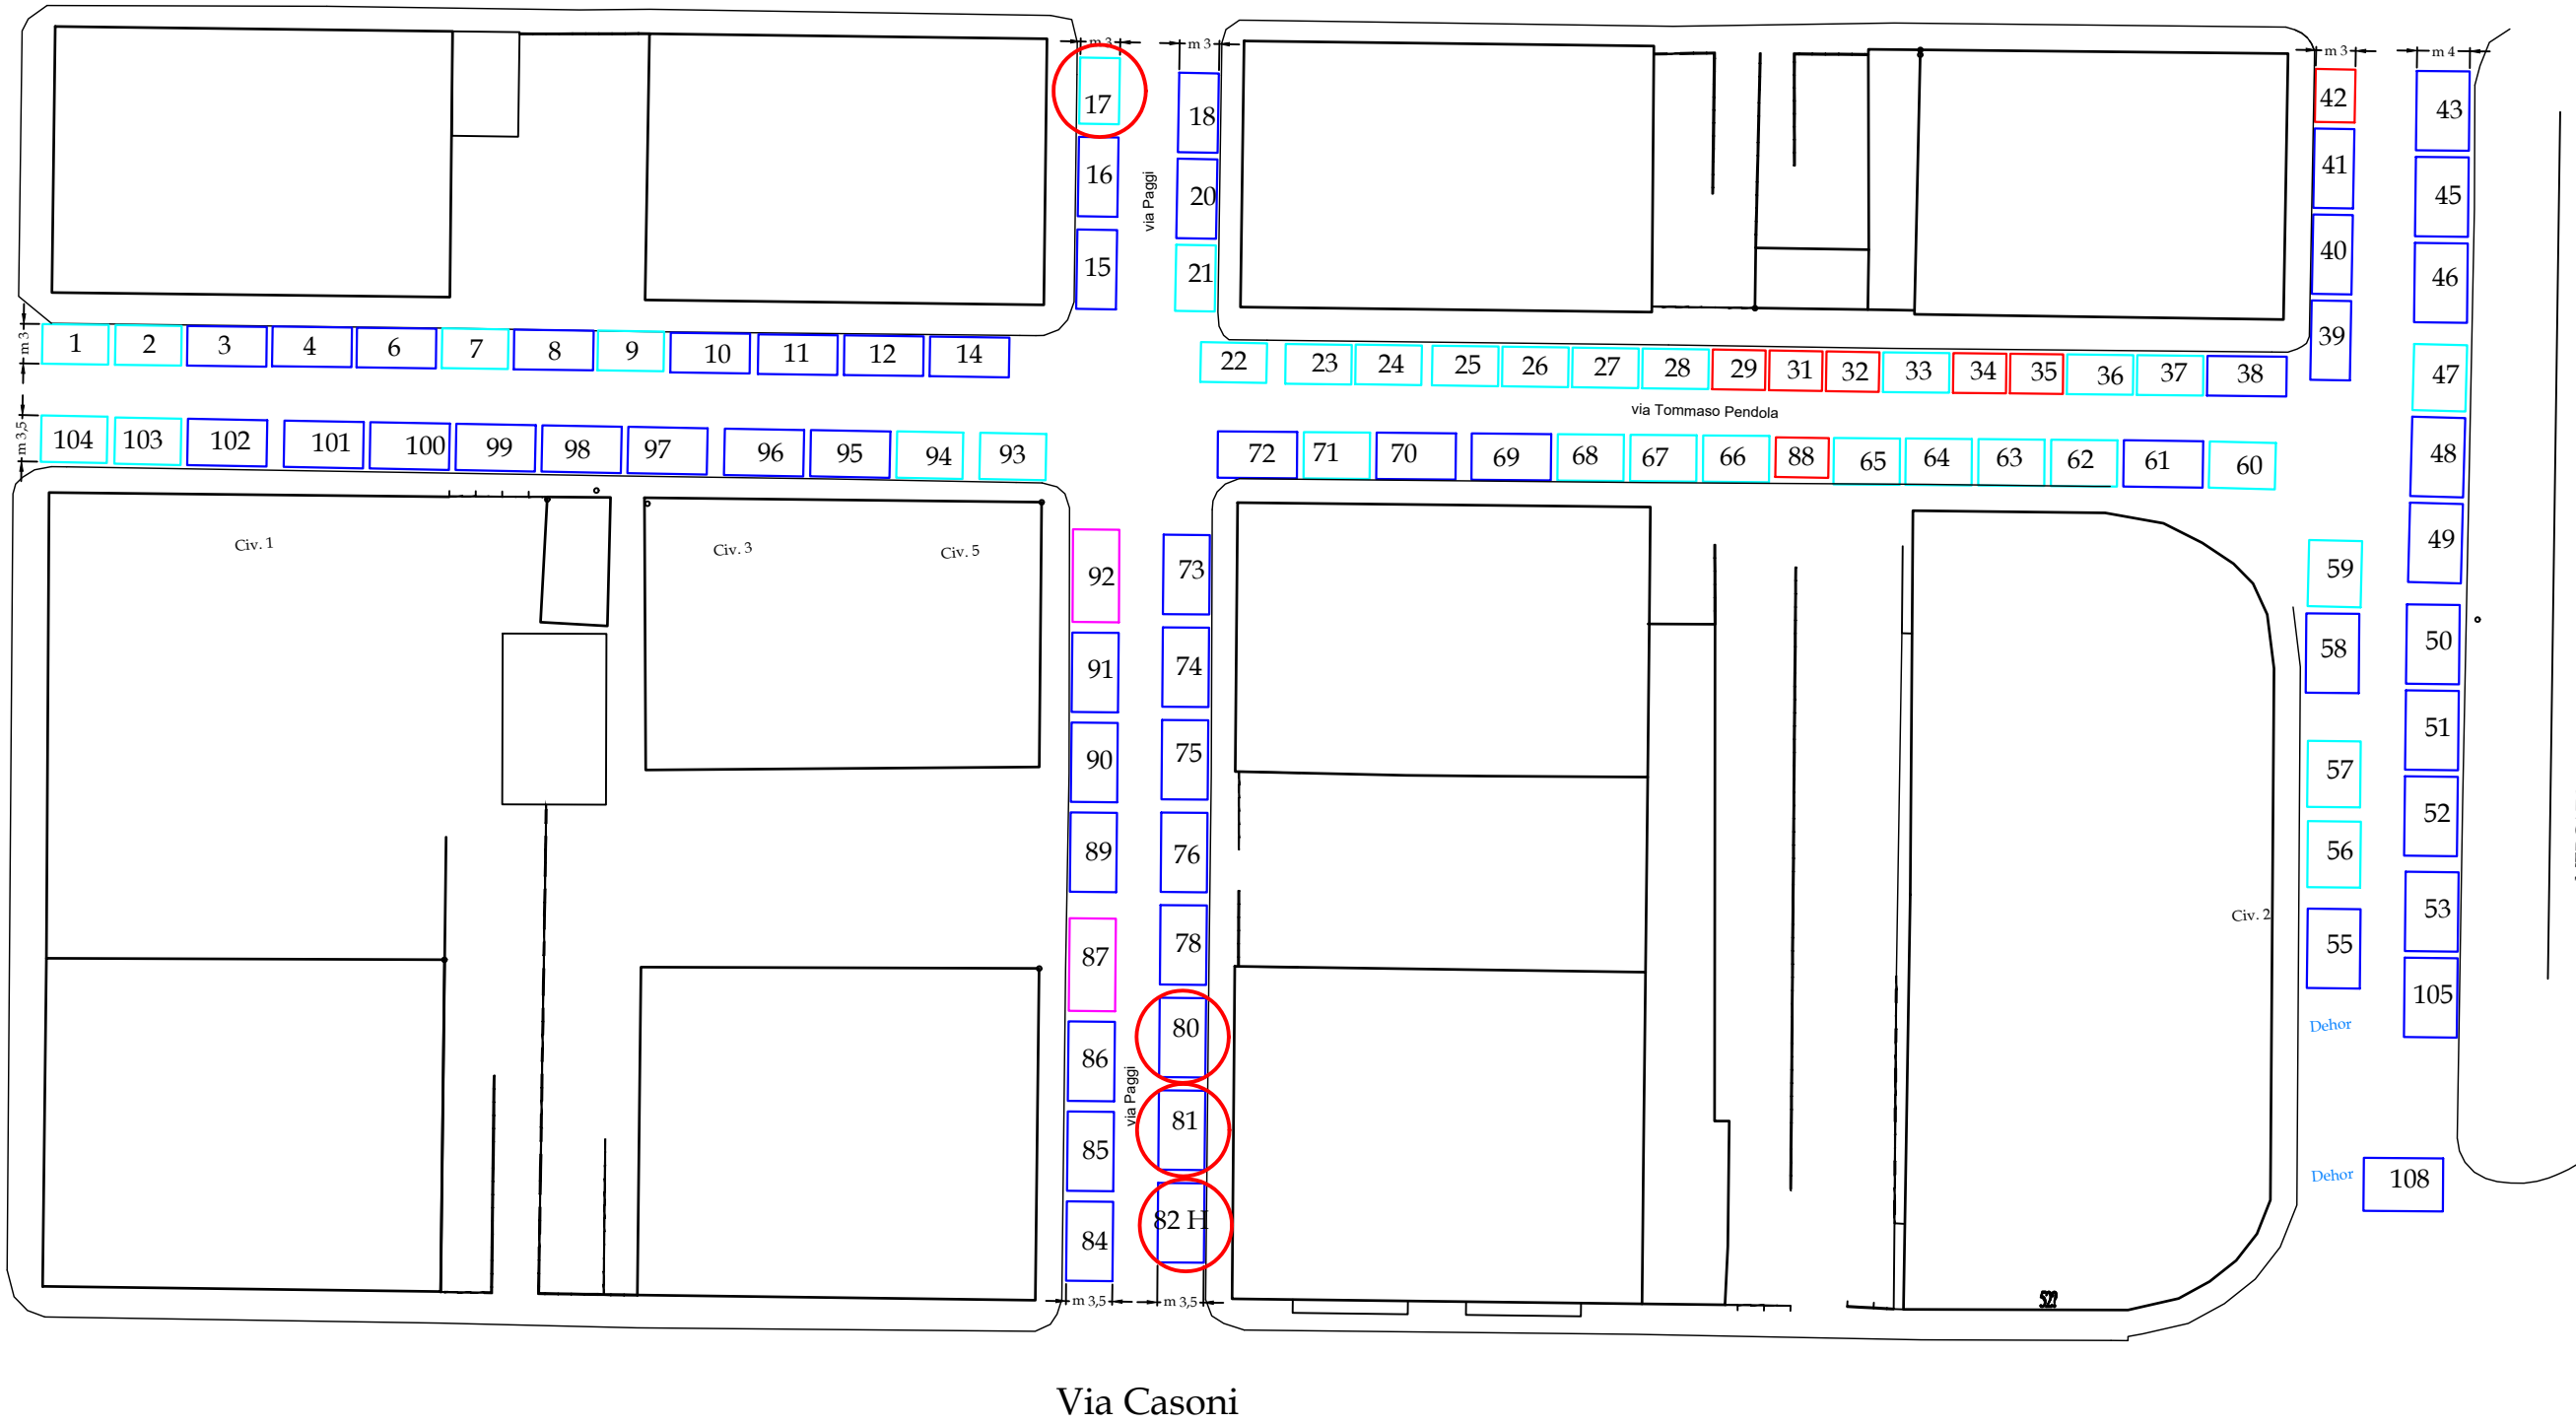 m 3 m 3 m 3 m 4
17 18 42 43
16 20 41 45
via Paggi
15 21 40 46
39
m 3 1 2 3 4 6 7 8 9 10 11 12 14 22 23 24 25 26 27 28 29 31 32 33 34 35 36 37 38 47
via Tommaso Pendola
m 3,5 104 103 102 101 100 99 98 97 96 95 94 93 72 71 70 69 68 67 66 88 65 64 63 62 61 60 48
Civ. 1 Civ. 3 Civ. 5
92 73 59 49
91 74 58 50
90 75 57 51
89 76 56 52
87 78 Civ. 2 55 53
80 Dehor 105
86
via Paggi
85 81
Dehor 108
84 82 H
m 3,5 m 3,5
522
Via Casoni